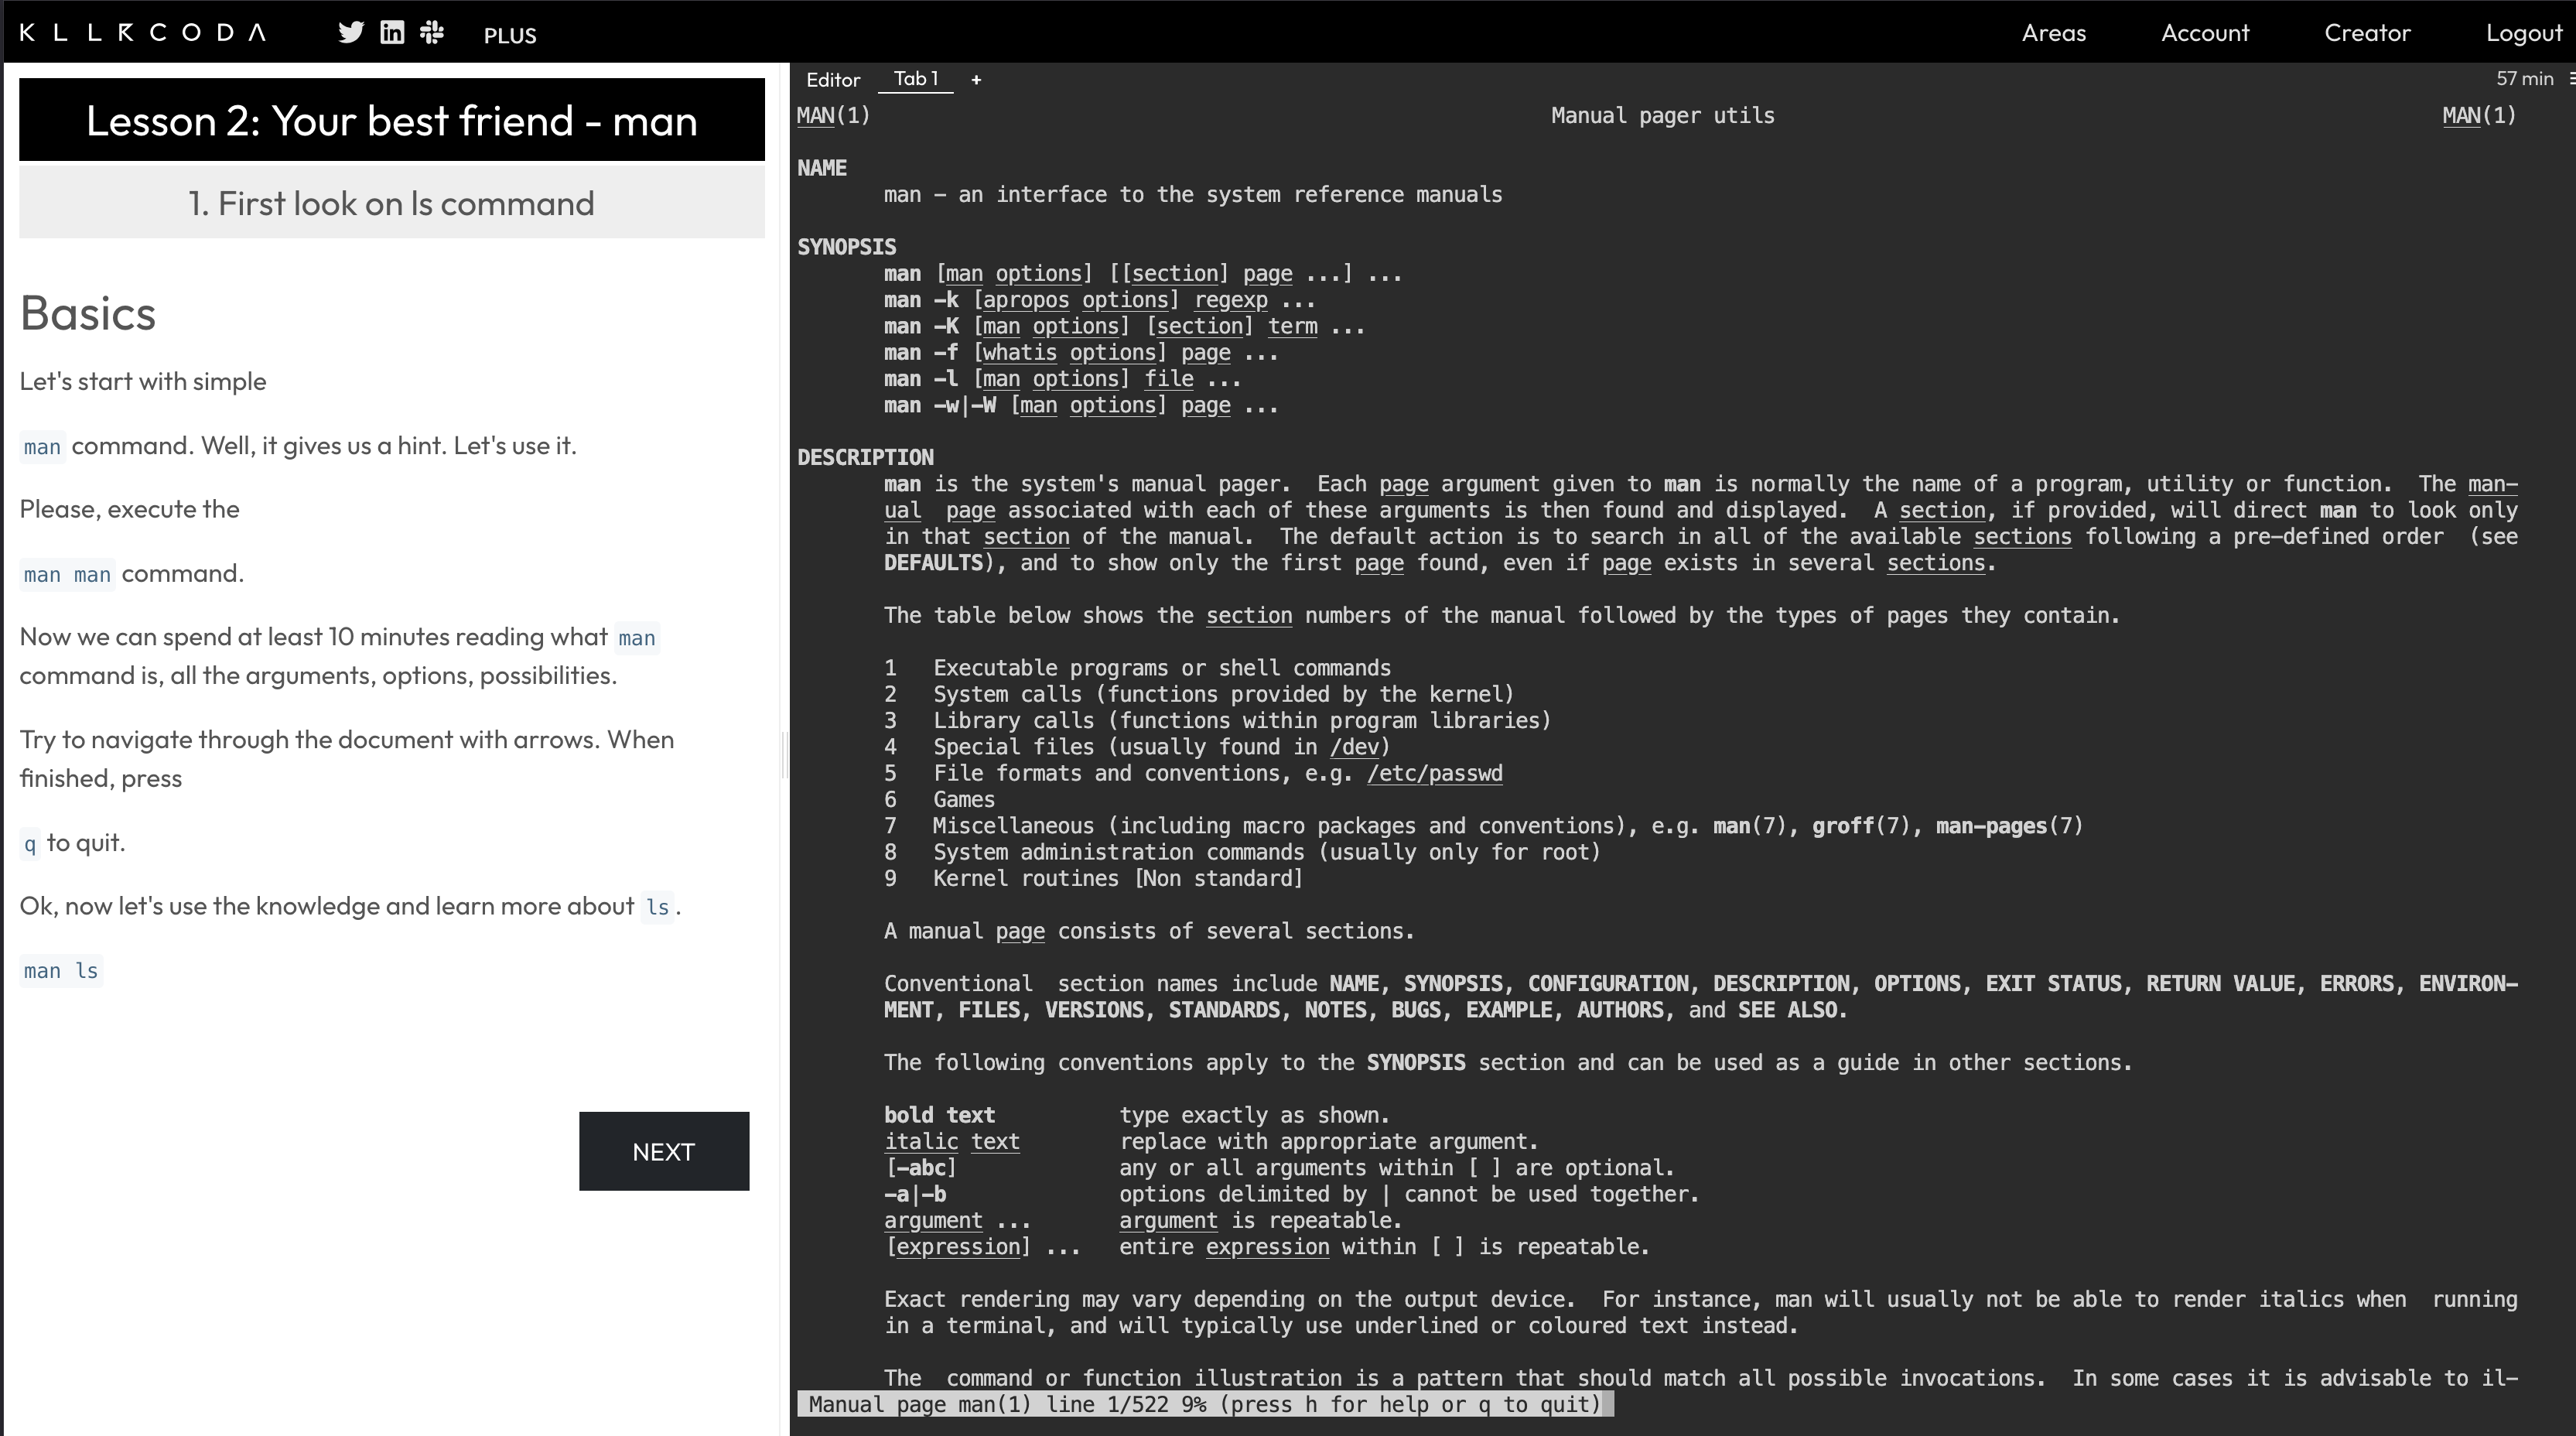 KILLERCODA PLUS Areas Account Creator Logout
Lesson 2: Your best friend - man
1. First look on ls command
Basics
Let's start with simple
man command. Well, it gives us a hint. Let's use it.
Please, execute the
man man command.
Now we can spend at least 10 minutes reading what man
command is, all the arguments, options, possibilities.
Try to navigate through the document with arrows. When
finished, press
q to quit.
Ok, now let's use the knowledge and learn more about ls.
man ls
NEXT
Editor Tab 1 + 57 min
MAN(1) Manual pager utils MAN(1)
NAME
man - an interface to the system reference manuals
SYNOPSIS
man [man options] [[section] page ...] ...
man -k [apropos options] regexp ...
man -K [man options] [section] term ...
man -f [whatis options] page ...
man -l [man options] file ...
man -w|-W [man options] page ...
DESCRIPTION
man is the system's manual pager. Each page argument given to man is normally the name of a program, utility or function. The man-
ual page associated with each of these arguments is then found and displayed. A section, if provided, will direct man to look only
in that section of the manual. The default action is to search in all of the available sections following a pre-defined order (see
DEFAULTS), and to show only the first page found, even if page exists in several sections.
The table below shows the section numbers of the manual followed by the types of pages they contain.
1 Executable programs or shell commands
2 System calls (functions provided by the kernel)
3 Library calls (functions within program libraries)
4 Special files (usually found in /dev)
5 File formats and conventions, e.g. /etc/passwd
6 Games
7 Miscellaneous (including macro packages and conventions), e.g. man(7), groff(7), man-pages(7)
8 System administration commands (usually only for root)
9 Kernel routines [Non standard]
A manual page consists of several sections.
Conventional section names include NAME, SYNOPSIS, CONFIGURATION, DESCRIPTION, OPTIONS, EXIT STATUS, RETURN VALUE, ERRORS, ENVIRON-
MENT, FILES, VERSIONS, STANDARDS, NOTES, BUGS, EXAMPLE, AUTHORS, and SEE ALSO.
The following conventions apply to the SYNOPSIS section and can be used as a guide in other sections.
bold text type exactly as shown.
italic text replace with appropriate argument.
[-abc] any or all arguments within [ ] are optional.
-a|-b options delimited by | cannot be used together.
argument ... argument is repeatable.
[expression] ... entire expression within [ ] is repeatable.
Exact rendering may vary depending on the output device. For instance, man will usually not be able to render italics when running
in a terminal, and will typically use underlined or coloured text instead.
The command or function illustration is a pattern that should match all possible invocations. In some cases it is advisable to il-
Manual page man(1) line 1/522 9% (press h for help or q to quit)